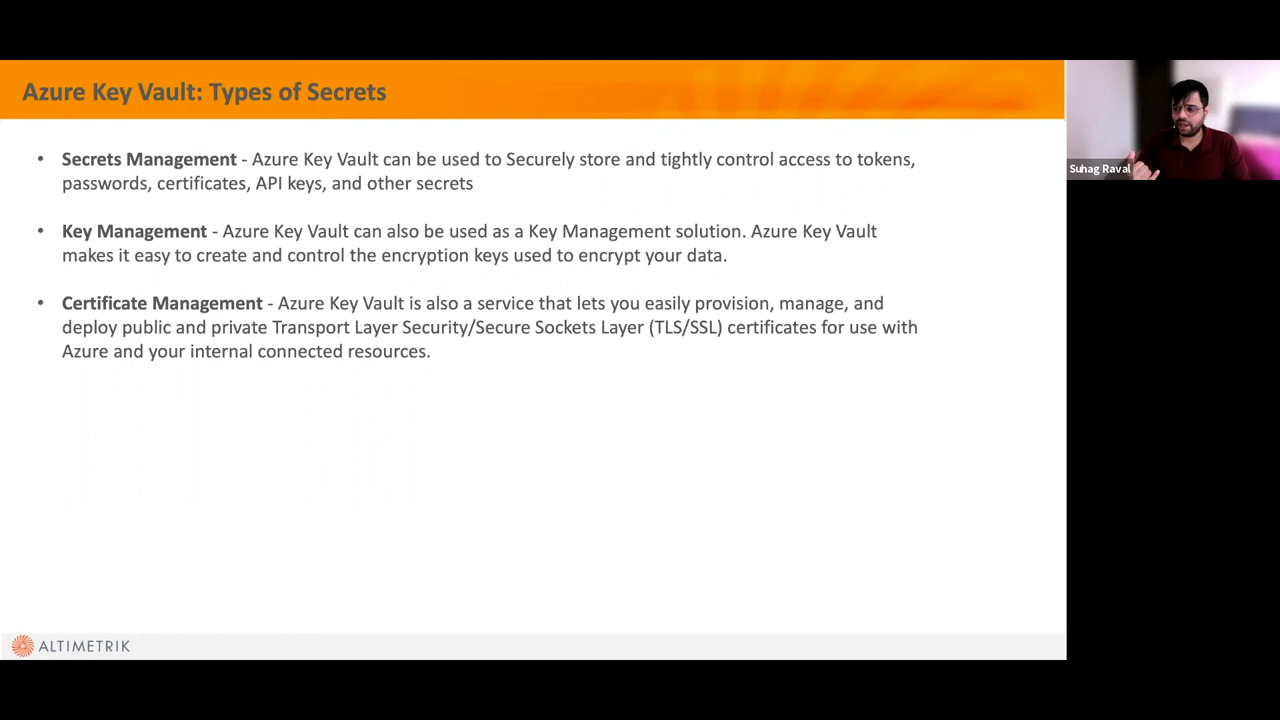 Azure Key Vault: Types of Secrets
• Secrets Management - Azure Key Vault can be used to Securely store and tightly control access to tokens,
passwords, certificates, API keys, and other secrets
• Key Management - Azure Key Vault can also be used as a Key Management solution. Azure Key Vault
makes it easy to create and control the encryption keys used to encrypt your data.
• Certificate Management - Azure Key Vault is also a service that lets you easily provision, manage, and
deploy public and private Transport Layer Security/Secure Sockets Layer (TLS/SSL) certificates for use with
Azure and your internal connected resources.
Suhag Raval
ALTIMETRIK